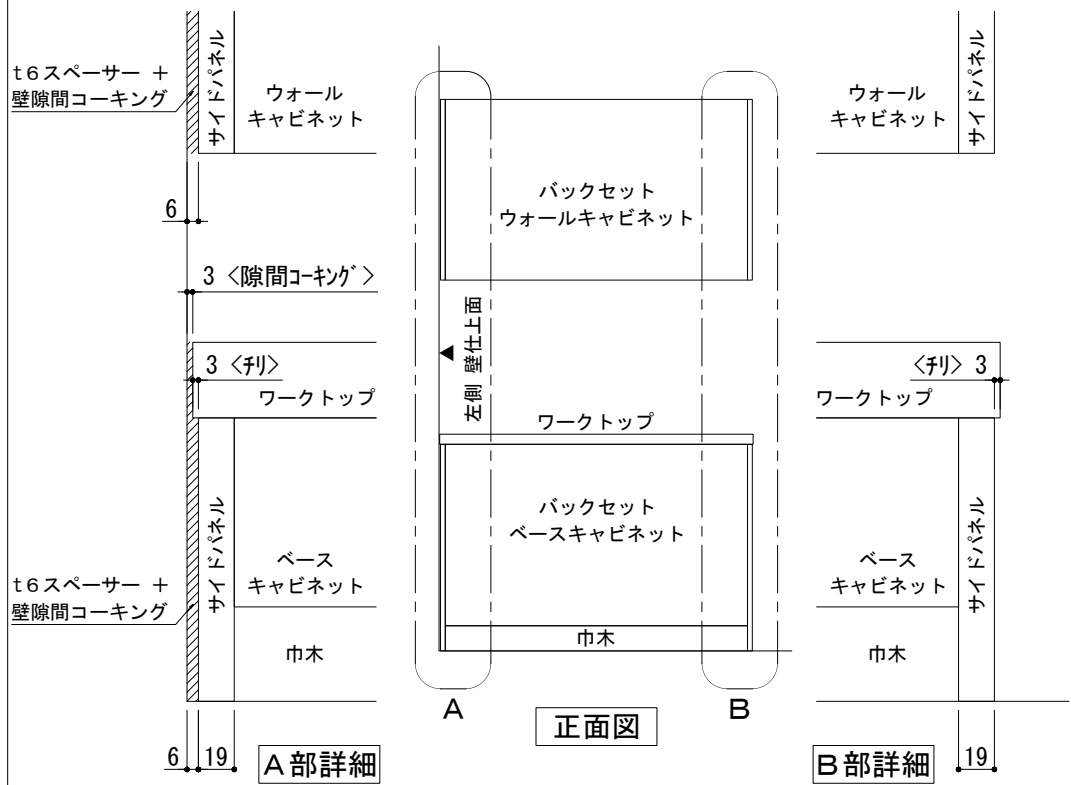 t6スペーサー ＋
壁隙間コーキング
サイドパネル
ウォール
キャビネット
6
3 〈隙間ｺｰｷﾝｸﾞ〉
3 〈ﾁﾘ〉
ワークトップ
サイドパネル
t6スペーサー ＋
壁隙間コーキング
ベース
キャビネット
巾木
6
19
A部詳細
バックセット
ウォールキャビネット
左側 壁仕上面
ワークトップ
バックセット
ベースキャビネット
巾木
A
B
正面図
ウォール
キャビネット
サイドパネル
〈ﾁﾘ〉 3
ワークトップ
ベース
キャビネット
サイドパネル
巾木
B部詳細
19